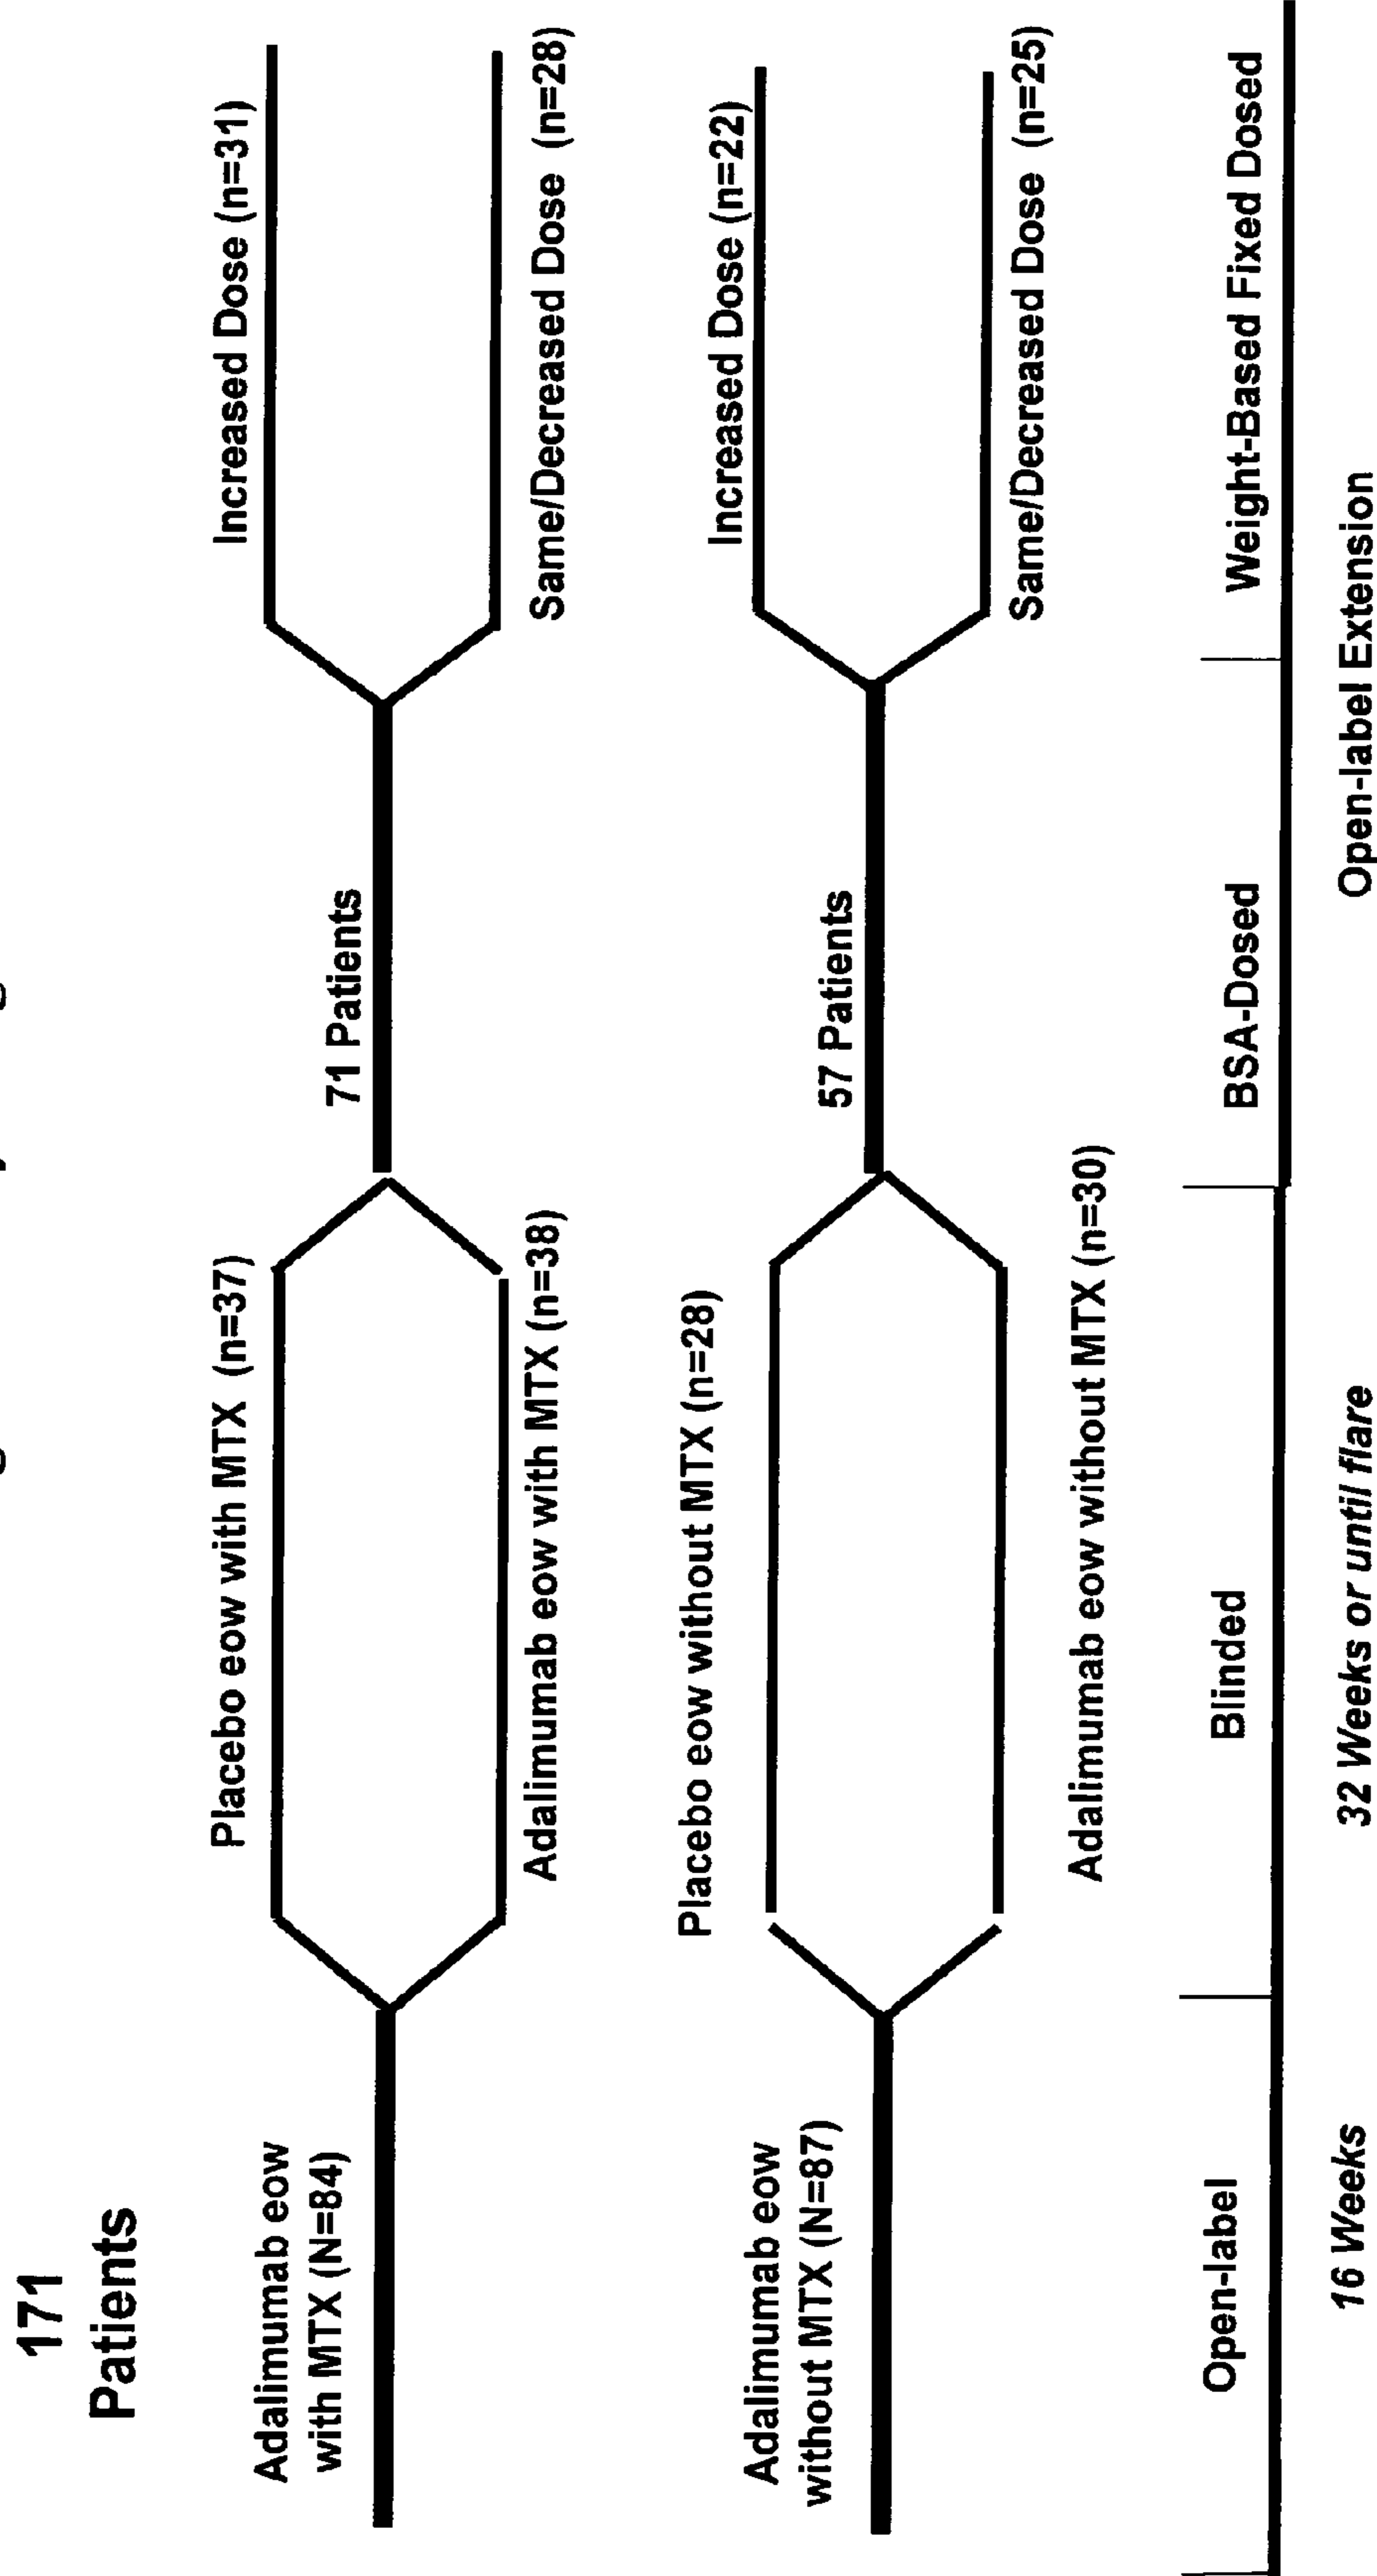 171
Patients
Adalimumab eow
with MTX (N=84)
Placebo eow with MTX (n=37)
Adalimumab eow with MTX (n=38)
71 Patients
Increased Dose (n=31)
Same/Decreased Dose (n=28)
Adalimumab eow
without MTX (N=87)
Placebo eow without MTX (n=28)
Adalimumab eow without MTX (n=30)
57 Patients
Increased Dose (n=22)
Same/Decreased Dose (n=25)
Open-label
Blinded
BSA-Dosed
Weight-Based Fixed Dosed
16 Weeks
32 Weeks or until flare
Open-label Extension